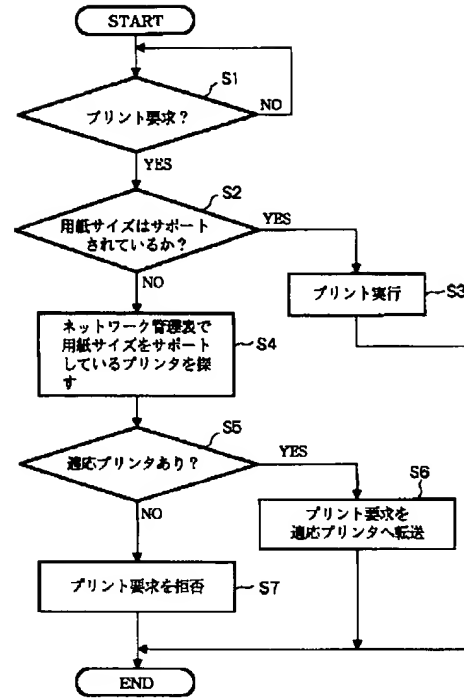 START
S1
プリント要求?
NO
YES
S2
用紙サイズはサポート
されているか?
YES
NO
プリント実行
S3
ネットワーク管理表で
用紙サイズをサポート
しているプリンタを探
す
S4
S5
適応プリンタあり?
YES
S6
NO
プリント要求を
適応プリンタへ転送
プリント要求を拒否
S7
END